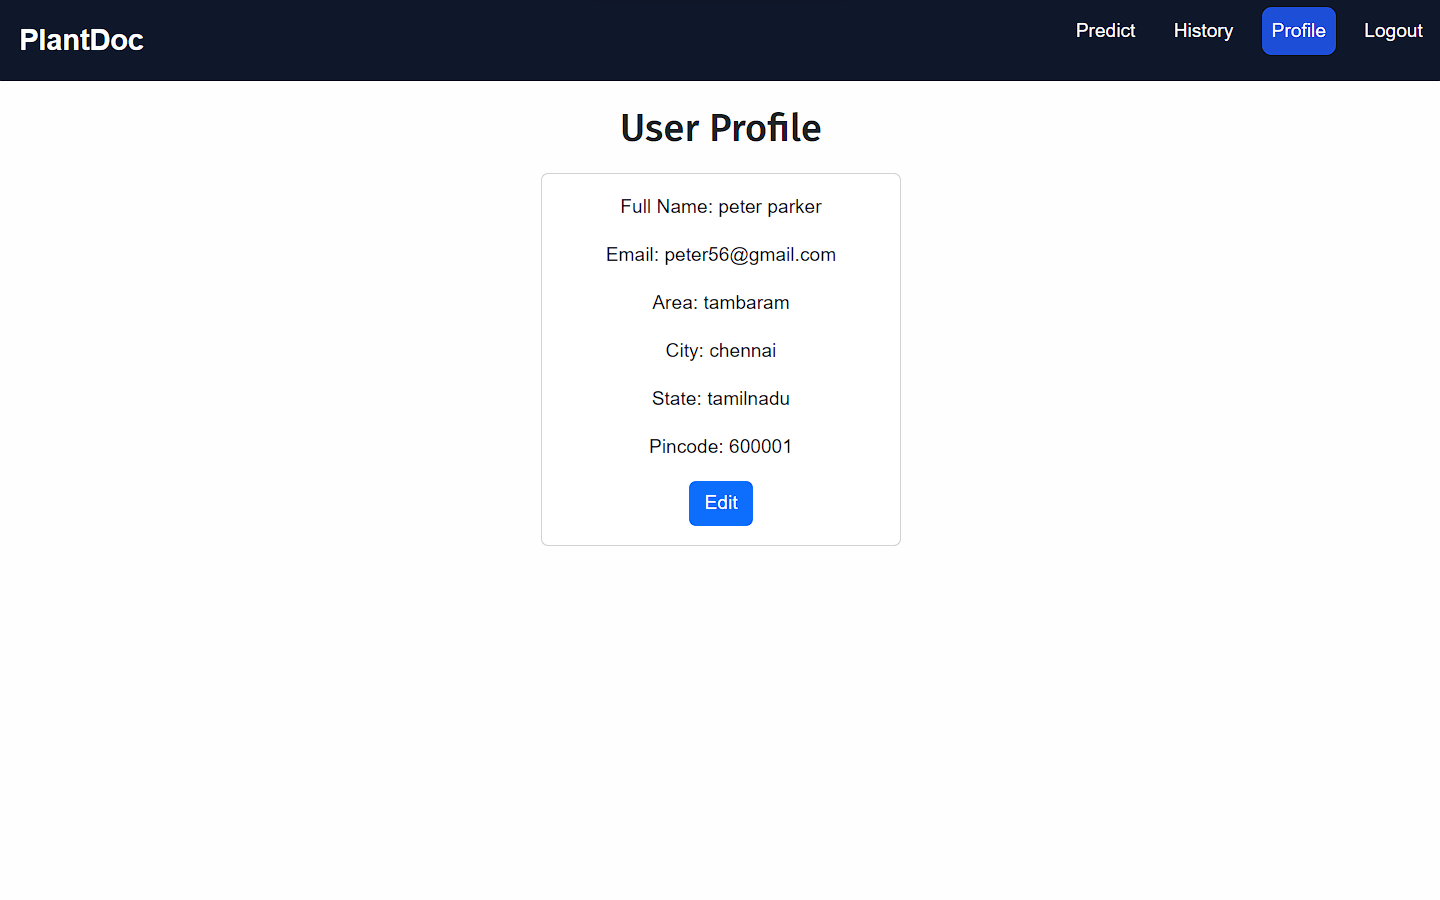 PlantDoc
Predict History Profile Logout
User Profile
Full Name: peter parker
Email: peter56@gmail.com
Area: tambaram
City: chennai
State: tamilnadu
Pincode: 600001
Edit